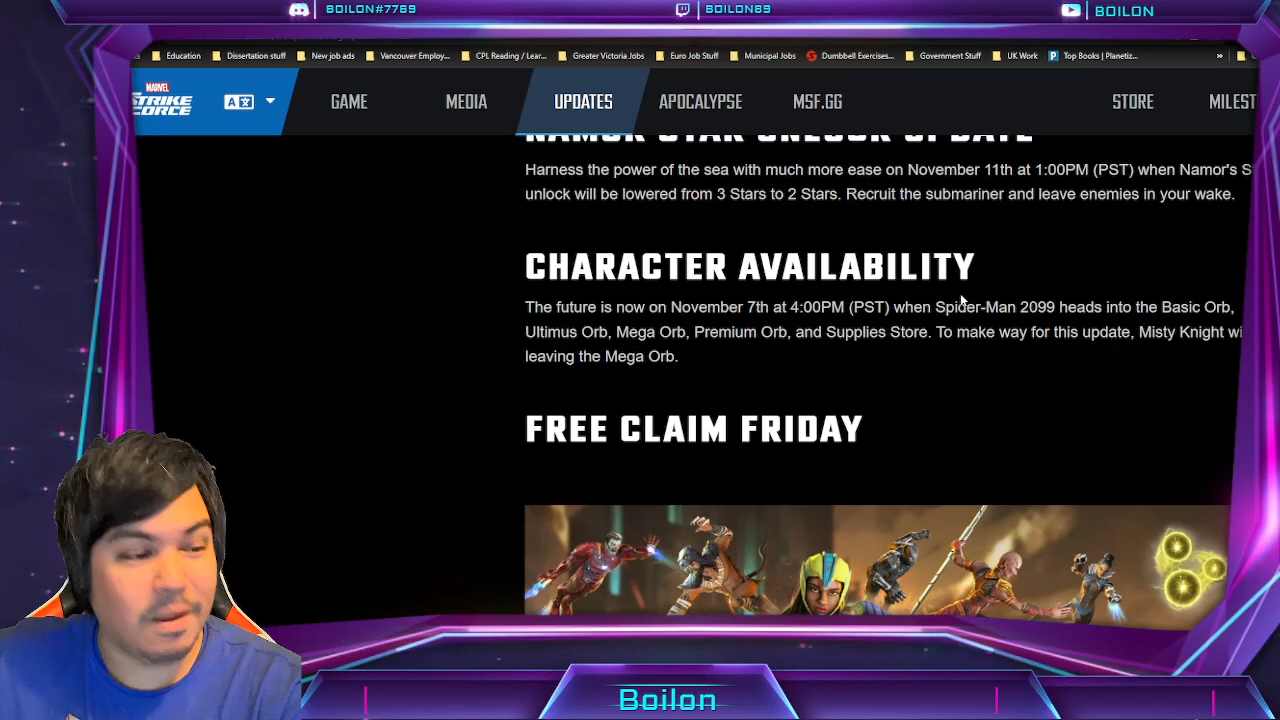 BOILON#7769
BOILON89
BOILON
Education
Dissertation stuff
New job ads
Vancouver Employ...
CPL Reading / Lear...
Greater Victoria Jobs
Euro Job Stuff
Municipal Jobs
Dumbbell Exercises...
Government Stuff
UK Work
Top Books | Planetiz...
»
MARVEL
STRIKE
FORCE
GAME
MEDIA
UPDATES
APOCALYPSE
MSF.GG
STORE
MILEST
NAMOR STAR UNLOCK UPDATE
Harness the power of the sea with much more ease on November 11th at 1:00PM (PST) when Namor's S
unlock will be lowered from 3 Stars to 2 Stars. Recruit the submariner and leave enemies in your wake.
CHARACTER AVAILABILITY
The future is now on November 7th at 4:00PM (PST) when Spider-Man 2099 heads into the Basic Orb,
Ultimus Orb, Mega Orb, Premium Orb, and Supplies Store. To make way for this update, Misty Knight wi
leaving the Mega Orb.
FREE CLAIM FRIDAY
Boilon